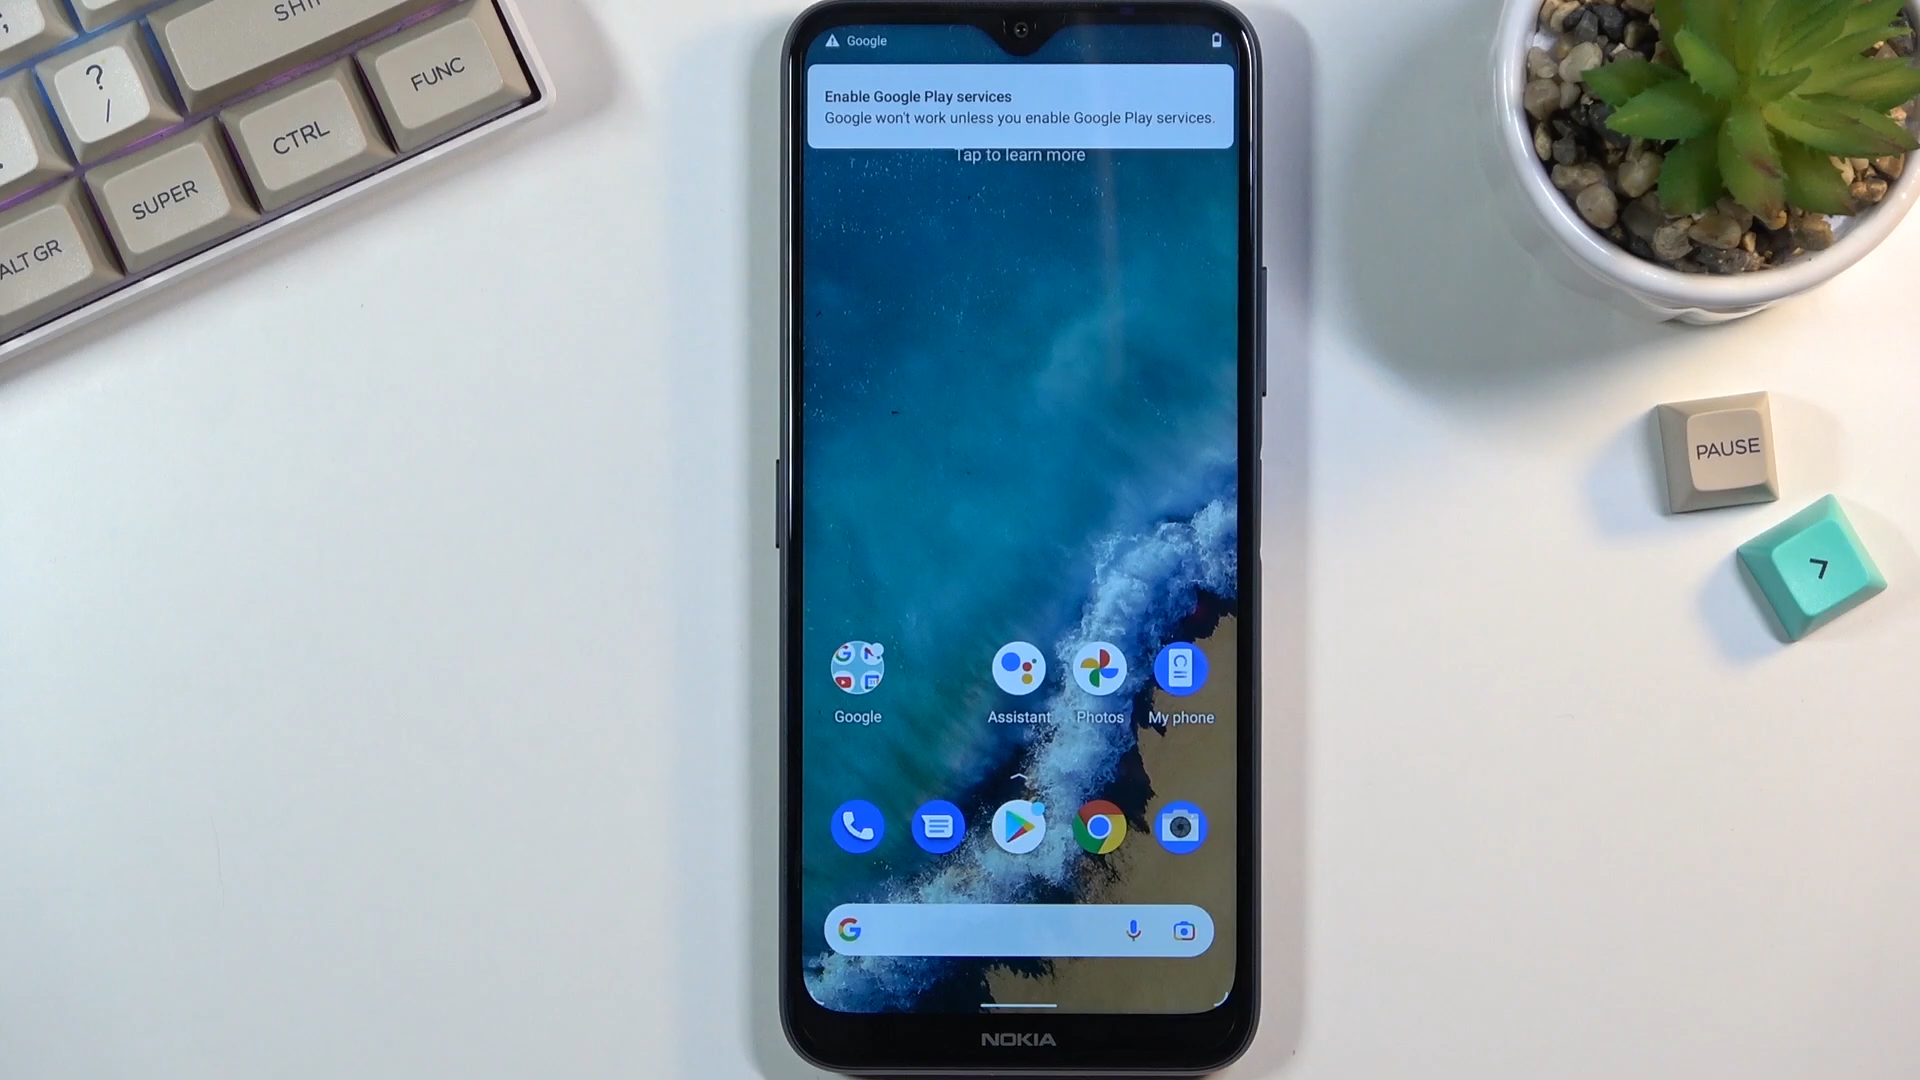 ?
/
SHI
FUNC
CTRL
SUPER
ALT GR
Google
Enable Google Play services
Google won't work unless you enable Google Play services.
Tap to learn more
Google
Assistant
Photos
My phone
G
NOKIA
PAUSE
>